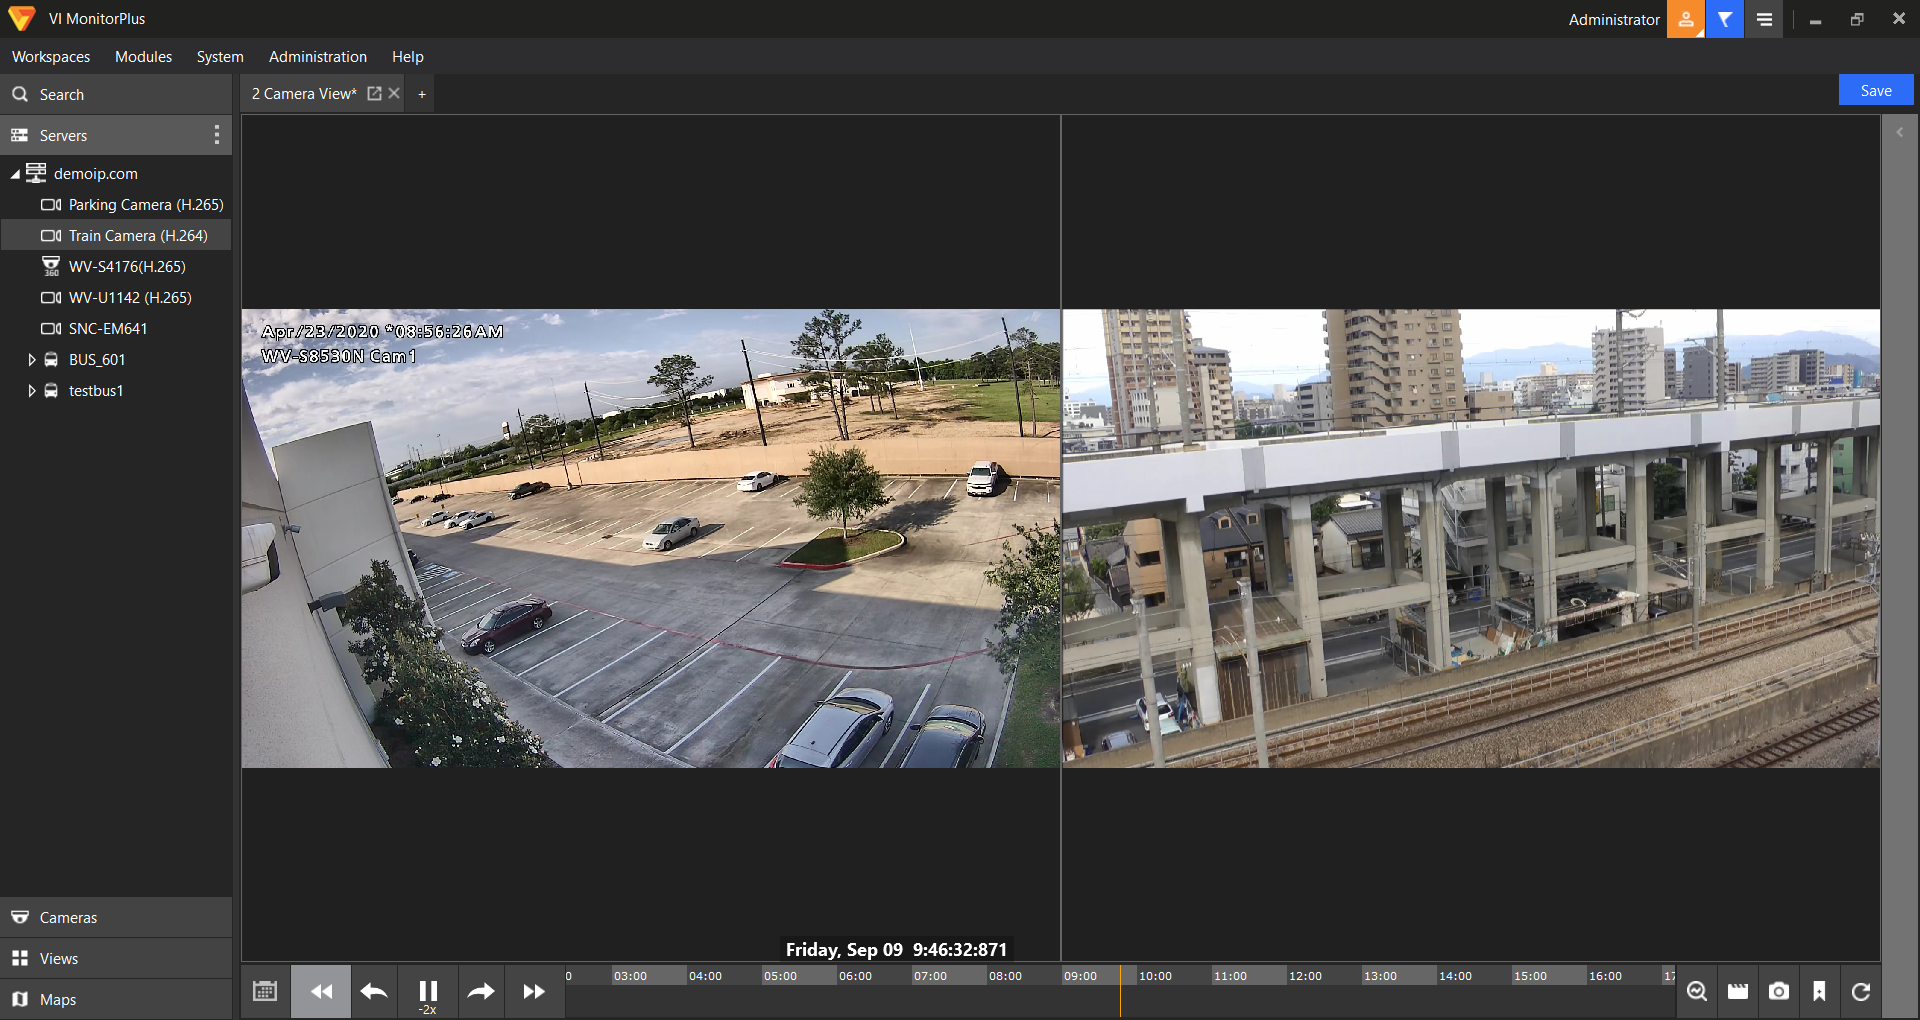 VI MonitorPlus
Administrator
Workspaces Modules System Administration Help
Search
2 Camera View* +
Save
Servers
demoip.com
Parking Camera (H.265)
Train Camera (H.264)
360
WV-S4176(H.265)
WV-U1142 (H.265)
SNC-EM641
BUS_601
testbus1
Apr/23/2020 *08:56:26AM
WV-S8530N Cam1
Cameras
Views
Maps
Friday, Sep 09 9:46:32:871
-2x
0 03:00 04:00 05:00 06:00 07:00 08:00 09:00 10:00 11:00 12:00 13:00 14:00 15:00 16:00 17